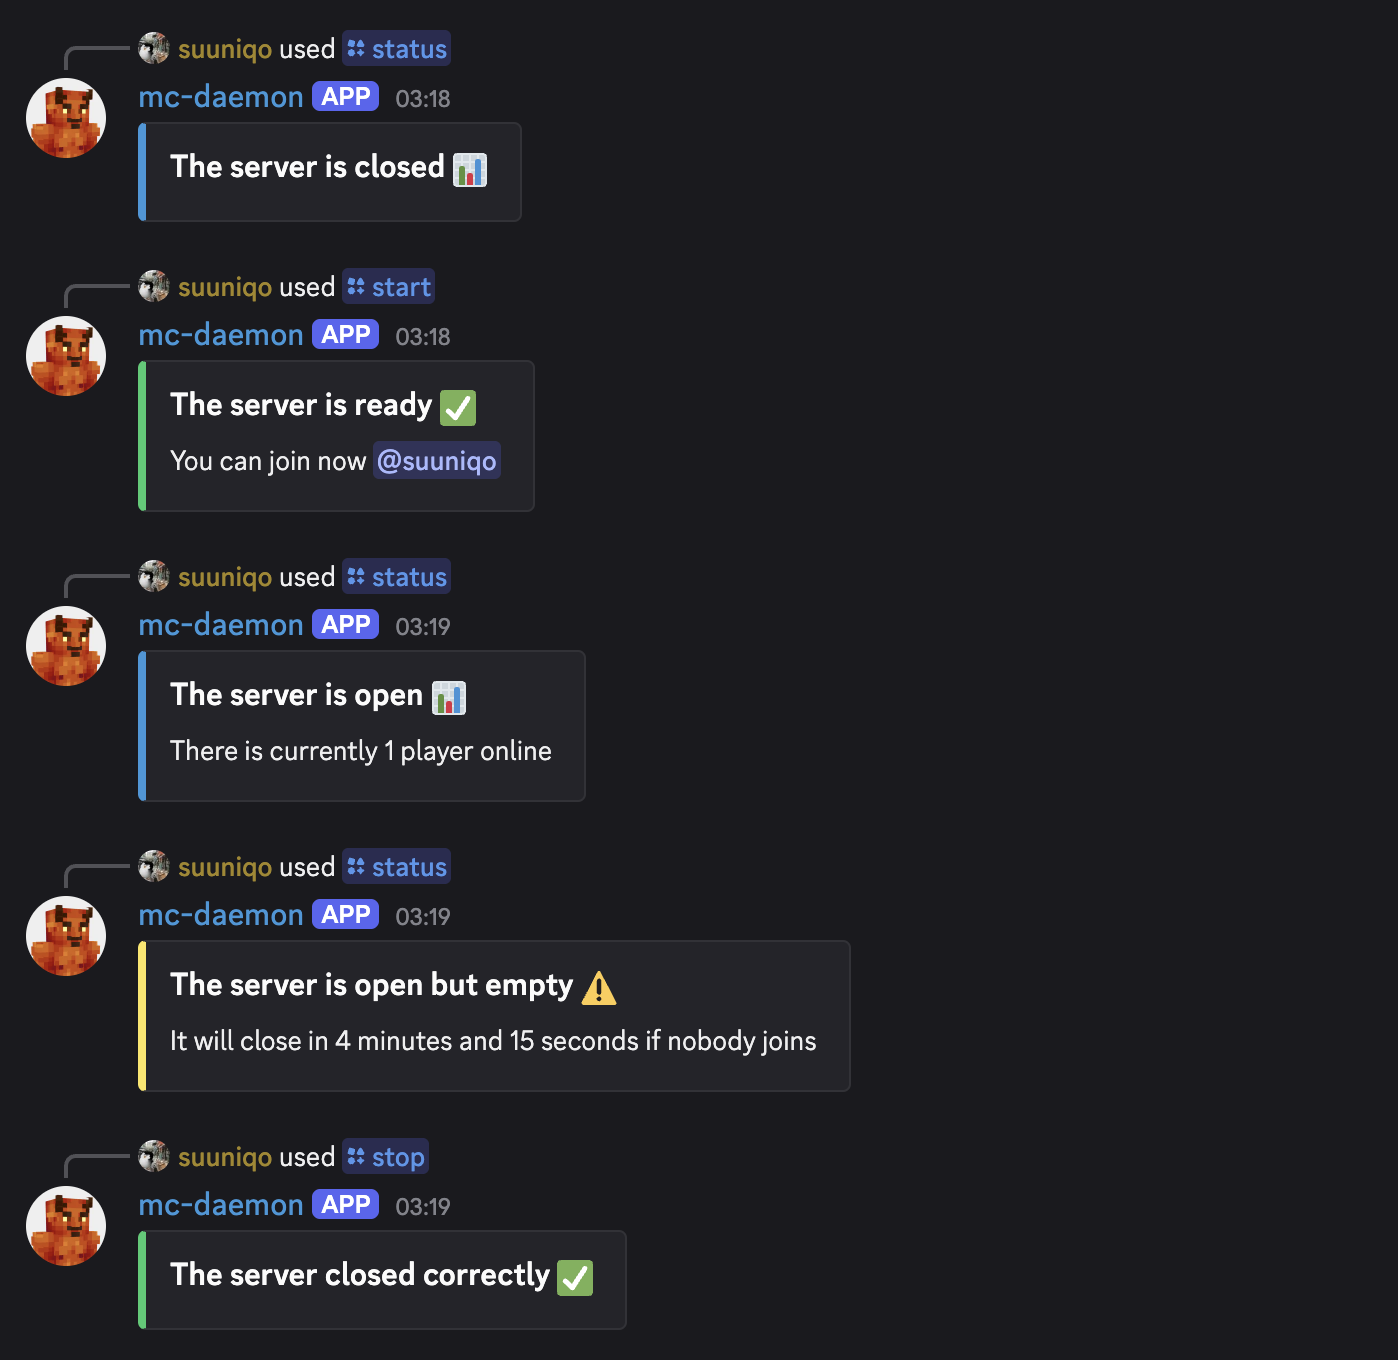 suuniqo used status
mc-daemon APP 03:18
The server is closed
suuniqo used start
mc-daemon APP 03:18
The server is ready
You can join now @suuniqo
suuniqo used status
mc-daemon APP 03:19
The server is open
There is currently 1 player online
suuniqo used status
mc-daemon APP 03:19
The server is open but empty
It will close in 4 minutes and 15 seconds if nobody joins
suuniqo used stop
mc-daemon APP 03:19
The server closed correctly